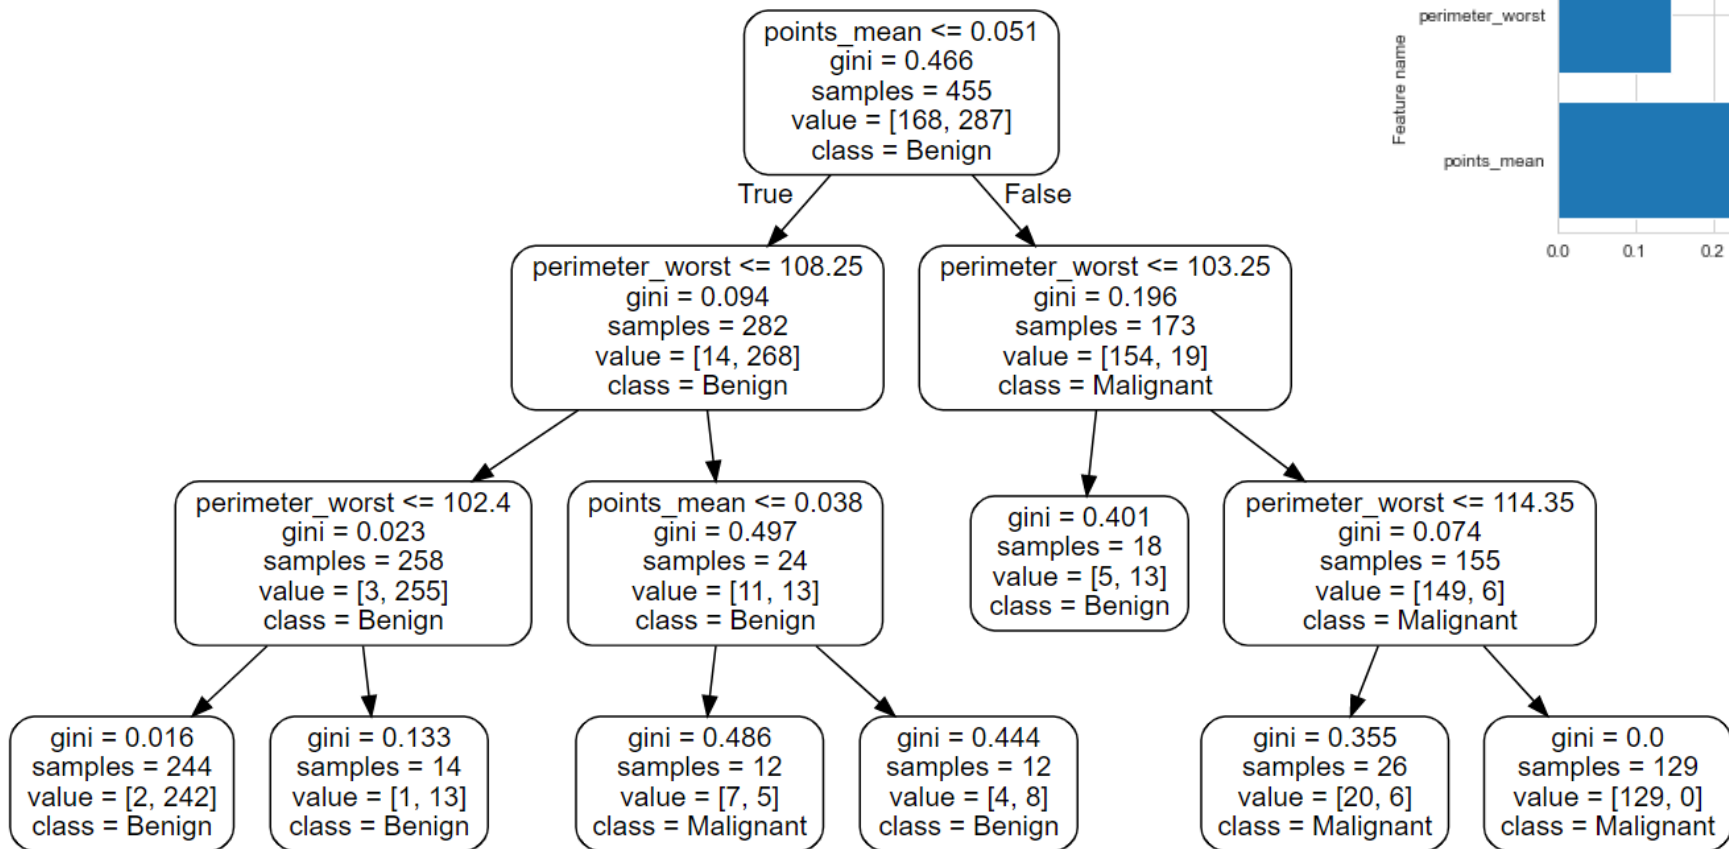 points_mean <= 0.051
gini = 0.466
samples = 455
value = [168, 287]
class = Benign
True
False
perimeter_worst <= 108.25
gini = 0.094
samples = 282
value = [14, 268]
class = Benign
perimeter_worst <= 103.25
gini = 0.196
samples = 173
value = [154, 19]
class = Malignant
perimeter_worst <= 102.4
gini = 0.023
samples = 258
value = [3, 255]
class = Benign
points_mean <= 0.038
gini = 0.497
samples = 24
value = [11, 13]
class = Benign
gini = 0.401
samples = 18
value = [5, 13]
class = Benign
perimeter_worst <= 114.35
gini = 0.074
samples = 155
value = [149, 6]
class = Malignant
gini = 0.016
samples = 244
value = [2, 242]
class = Benign
gini = 0.133
samples = 14
value = [1, 13]
class = Benign
gini = 0.486
samples = 12
value = [7, 5]
class = Malignant
gini = 0.444
samples = 12
value = [4, 8]
class = Benign
gini = 0.355
samples = 26
value = [20, 6]
class = Malignant
gini = 0.0
samples = 129
value = [129, 0]
class = Malignant
Feature name
perimeter_worst
points_mean
0.0
0.1
0.2